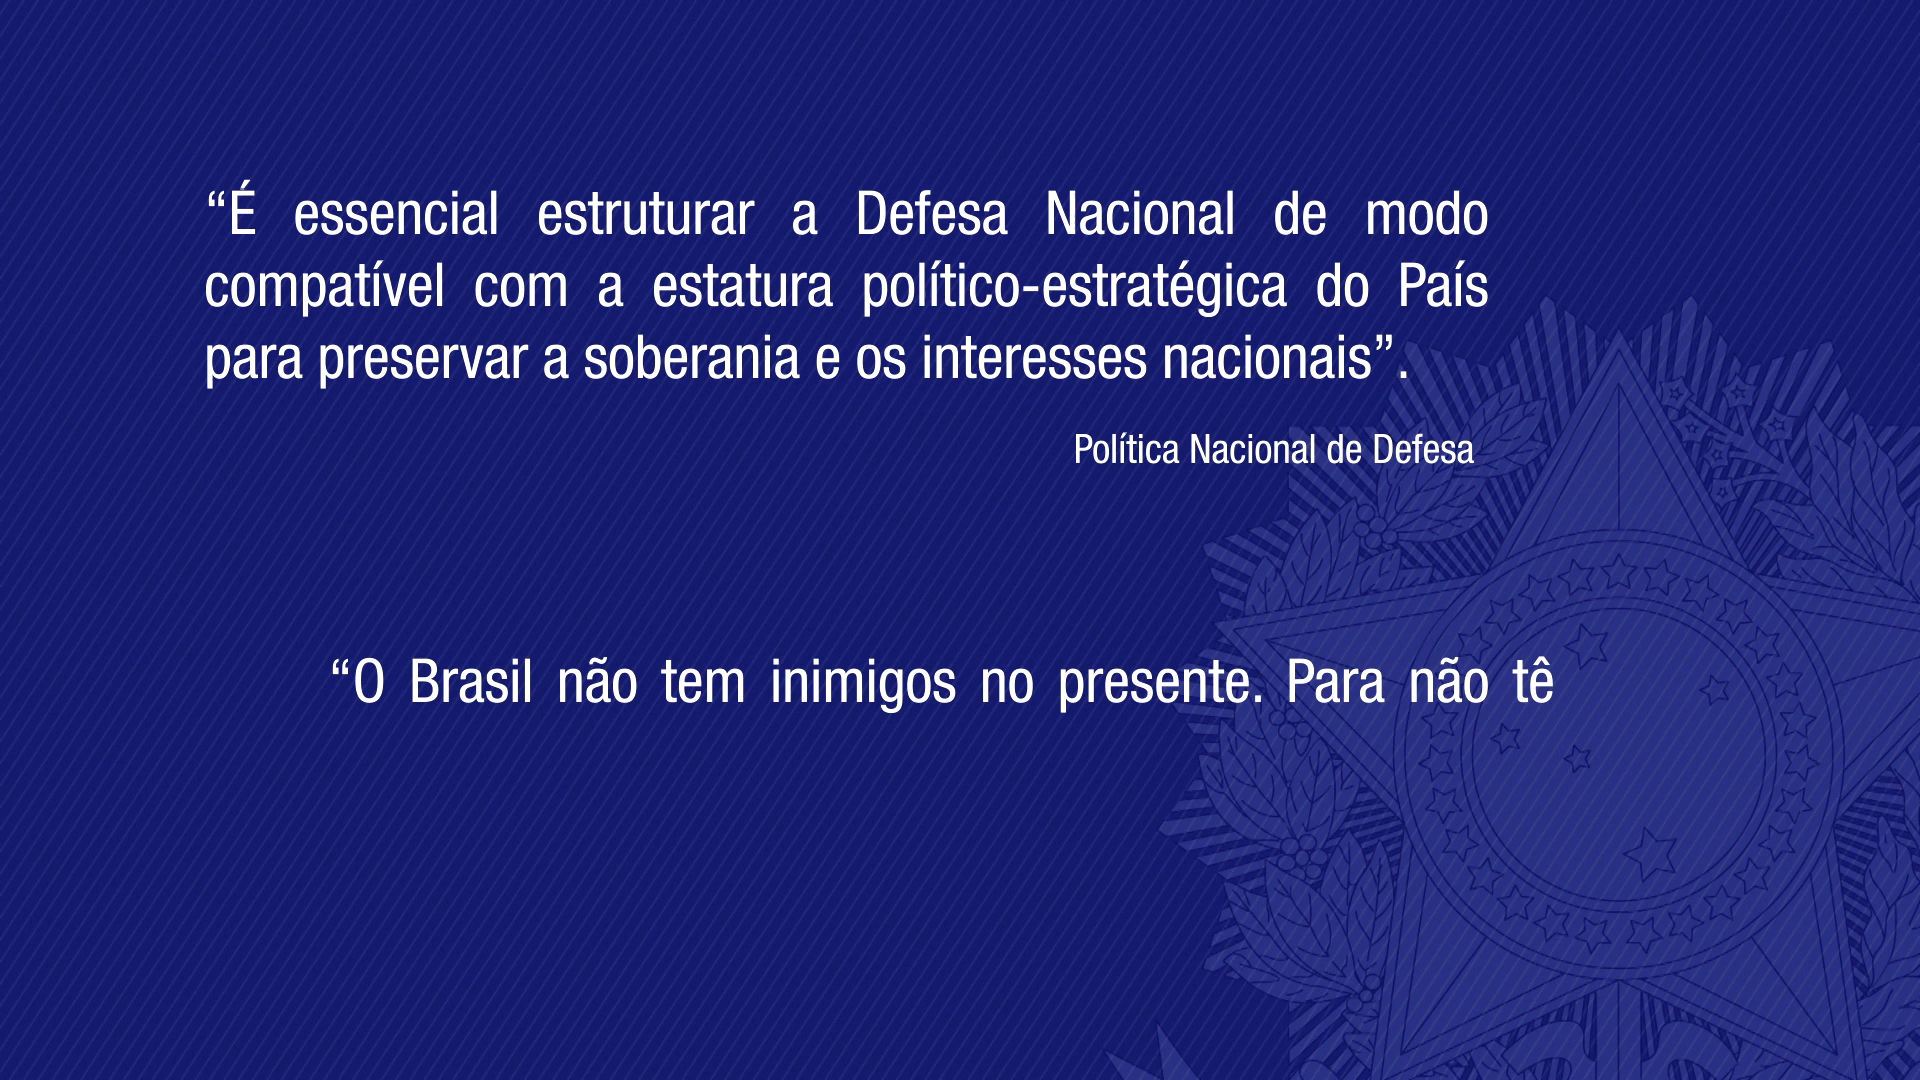 “É essencial estruturar a Defesa Nacional de modo
compatível com a estatura político-estratégica do País
para preservar a soberania e os interesses nacionais”.
Política Nacional de Defesa
“O Brasil não tem inimigos no presente. Para não tê